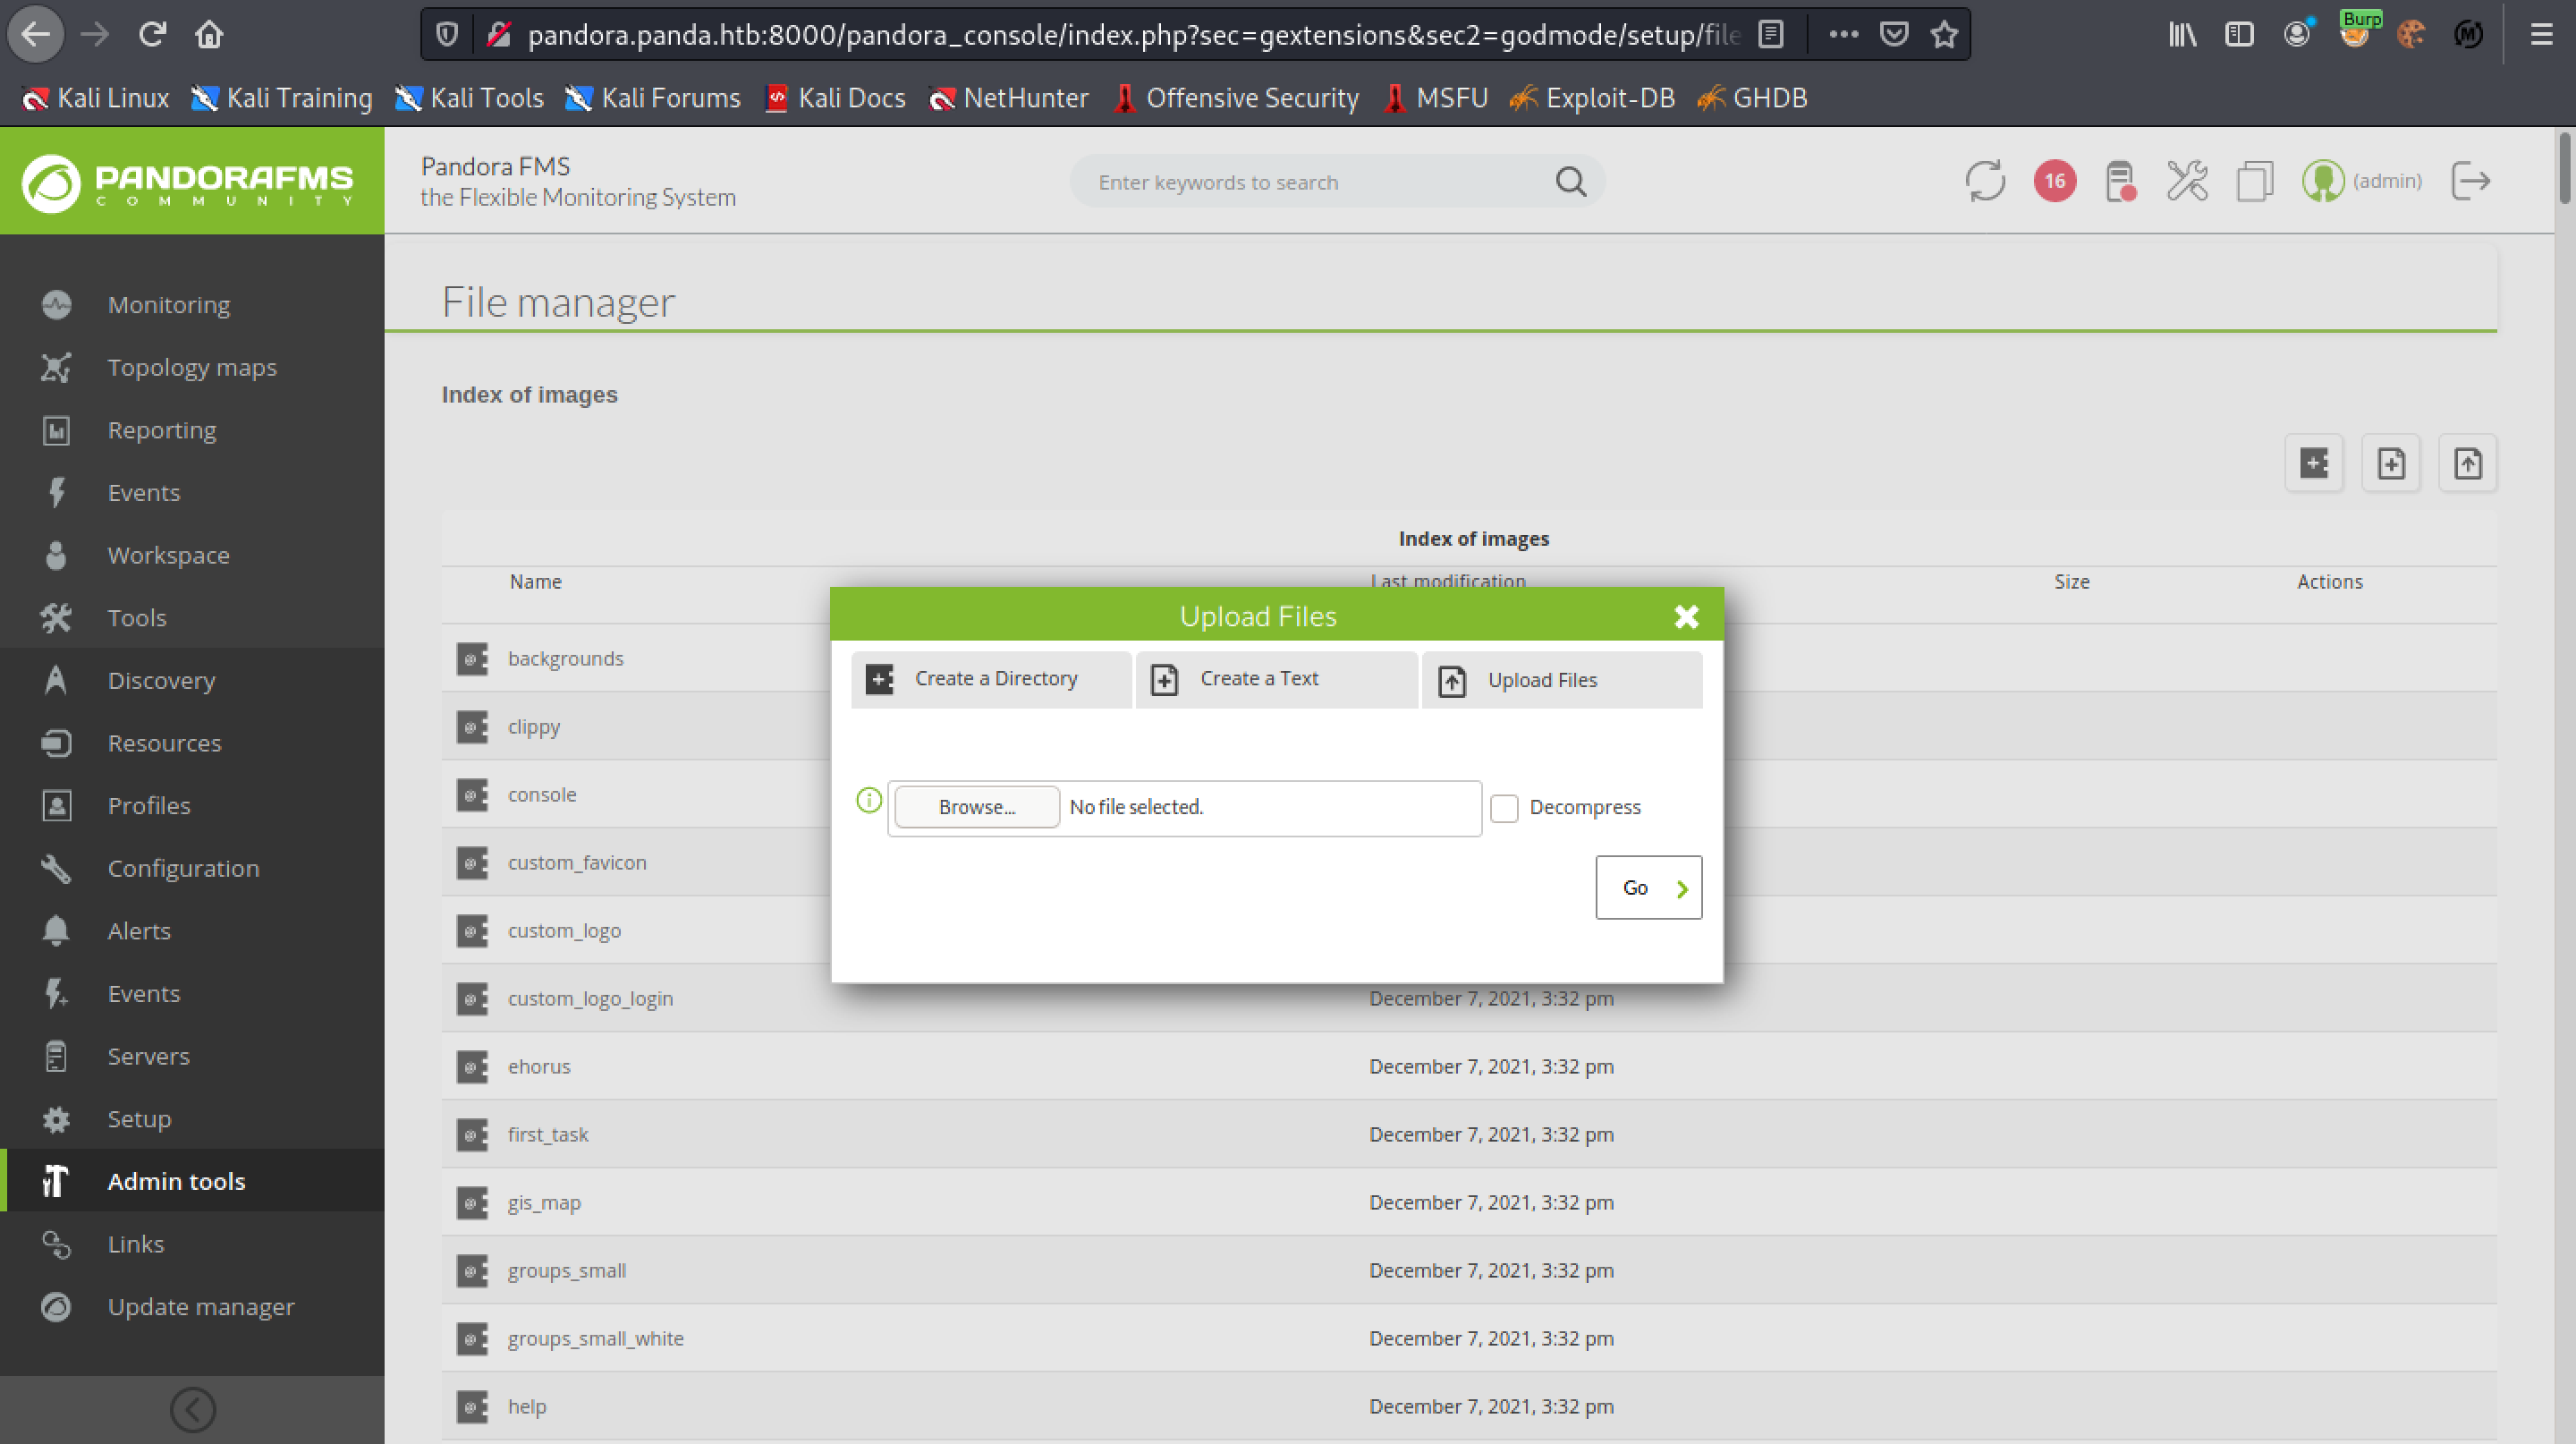 pandora.panda.htb:8000/pandora_console/index.php?sec=gextensions&sec2=godmode/setup/file
Burp
Kali Linux Kali Training Kali Tools Kali Forums Kali Docs NetHunter Offensive Security MSFU Exploit-DB GHDB
PANDORAFMS
COMMUNITY
Pandora FMS
the Flexible Monitoring System
Enter keywords to search
16
(admin)
Monitoring
Topology maps
Reporting
Events
Workspace
Tools
Discovery
Resources
Profiles
Configuration
Alerts
Events
Servers
Setup
Admin tools
Links
Update manager
File manager
Index of images
Index of images
Name Last modification Size Actions
backgrounds
clippy
console
custom_favicon
custom_logo
custom_logo_login December 7, 2021, 3:32 pm
ehorus December 7, 2021, 3:32 pm
first_task December 7, 2021, 3:32 pm
gis_map December 7, 2021, 3:32 pm
groups_small December 7, 2021, 3:32 pm
groups_small_white December 7, 2021, 3:32 pm
help December 7, 2021, 3:32 pm
Upload Files
Create a Directory Create a Text Upload Files
Browse... No file selected. Decompress
Go